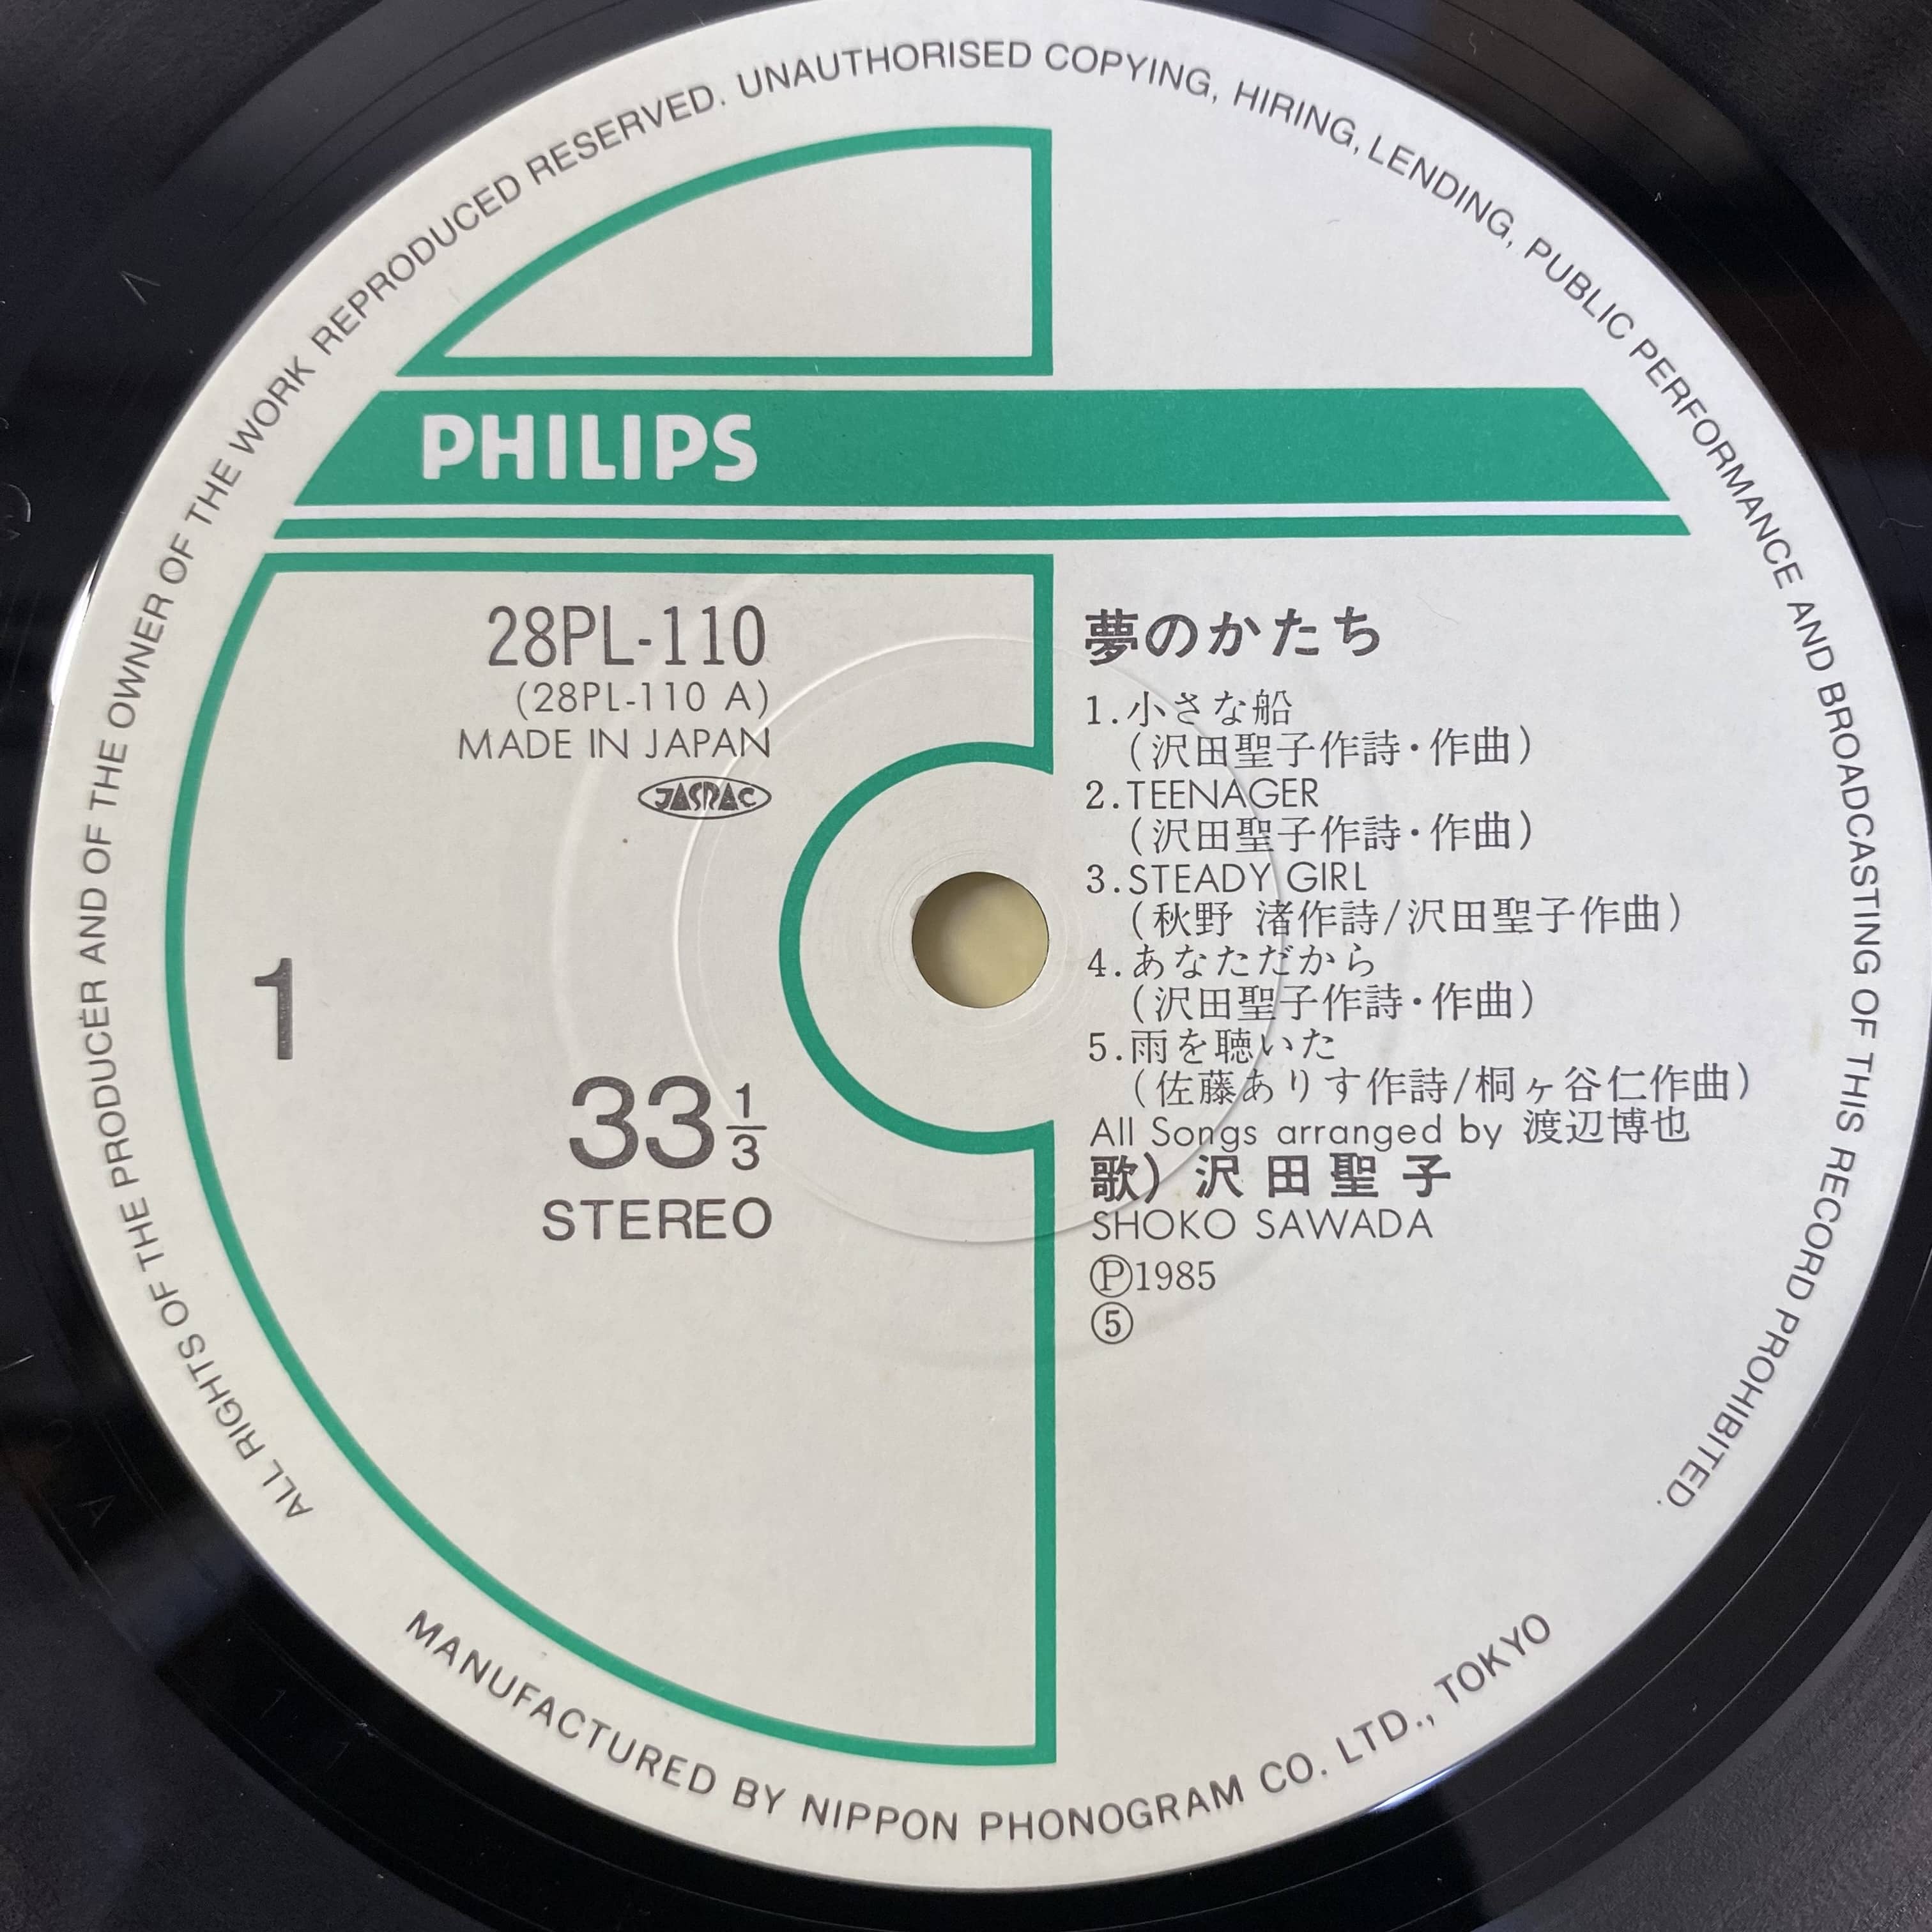 ALL RIGHTS OF THE PRODUCER AND OF THE OWNER OF THE WORK REPRODUCED RESERVED. UNAUTHORISED COPYING, HIRING, LENDING, PUBLIC PERFORMANCE AND BROADCASTING OF THIS RECORD PROHIBITED.
PHILIPS
28PL-110
(28PL-110 A)
MADE IN JAPAN
JASRAC
1
33 1/3
STEREO
夢のかたち
1.小さな船
(沢田聖子作詩・作曲)
2.TEENAGER
(沢田聖子作詩・作曲)
3.STEADY GIRL
(秋野 渚作詩/沢田聖子作曲)
4.あなただから
(沢田聖子作詩・作曲)
5.雨を聴いた
(佐藤ありす作詩/桐ヶ谷仁作曲)
All Songs arranged by 渡辺博也
歌) 沢田聖子
SHOKO SAWADA
Ⓟ1985
⑤
MANUFACTURED BY NIPPON PHONOGRAM CO. LTD., TOKYO